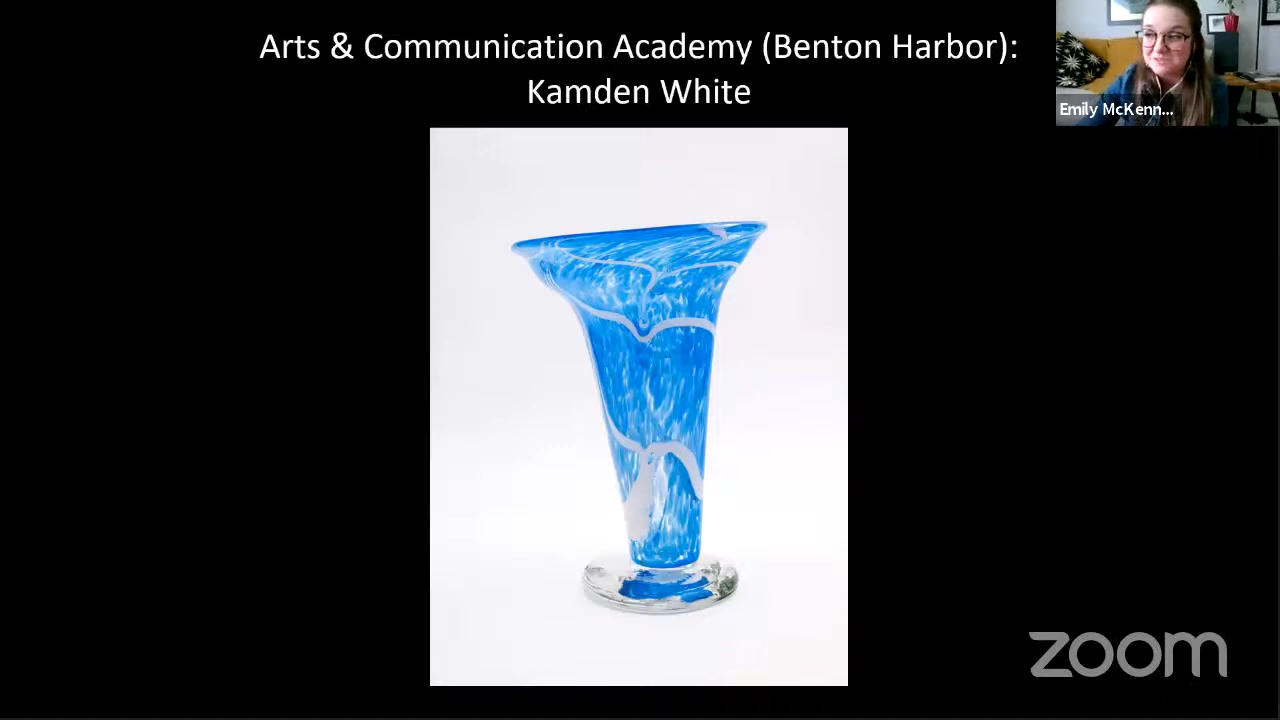 Arts & Communication Academy (Benton Harbor):
Kamden White
Emily McKenn...
zoom